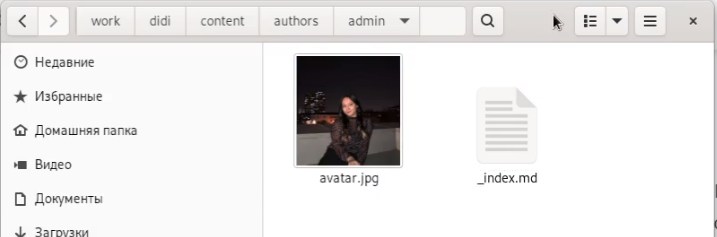 work didi content authors admin
Недавние
Избранные
Домашняя папка
Видео
Документы
Загрузки
avatar.jpg
_index.md